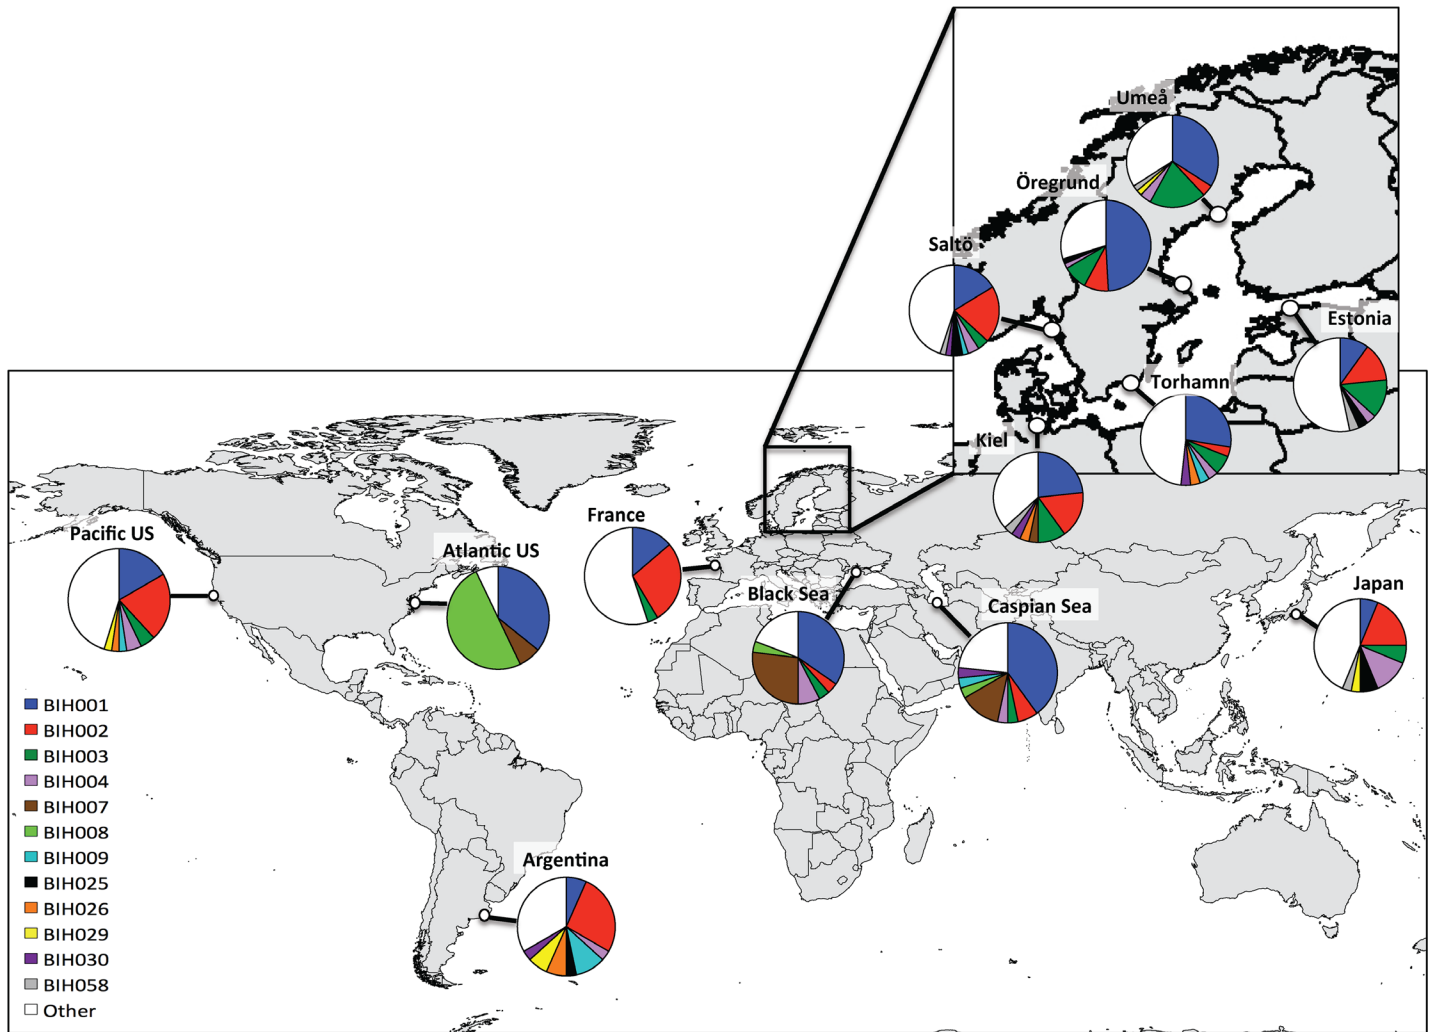 Umeå
Öregrund
Saltö
Estonia
Torhamn
Kiel
France
Pacific US
Atlantic US
Black Sea
Caspian Sea
Japan
Argentina
BIH001
BIH002
BIH003
BIH004
BIH007
BIH008
BIH009
BIH025
BIH026
BIH029
BIH030
BIH058
Other